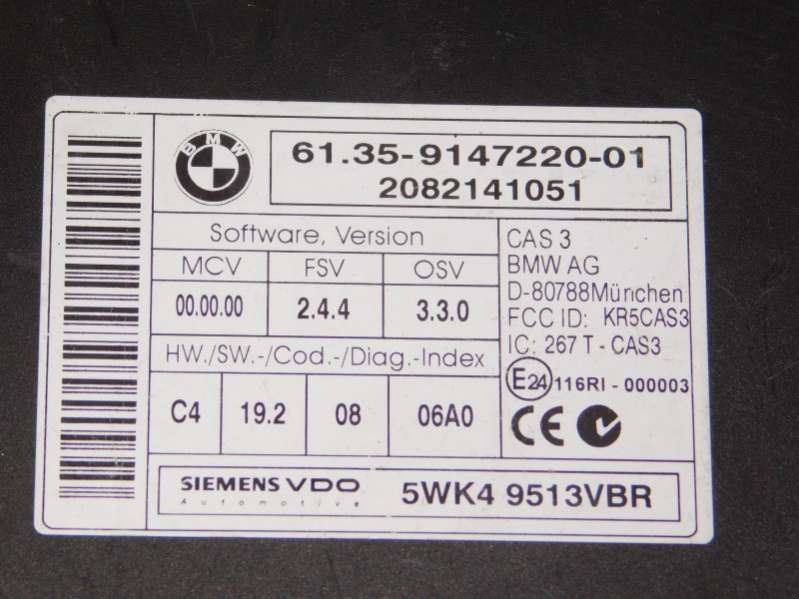 BMW
61.35-9147220-01
2082141051
Software, Version
MCV FSV OSV
00.00.00 2.4.4 3.3.0
HW./SW.-/Cod.-/Diag.-Index
C4 19.2 08 06A0
CAS 3
BMW AG
D-80788München
FCC ID: KR5CAS3
IC: 267 T - CAS3
E24 116RI - 000003
CE
SIEMENS VDO
Automotive
5WK4 9513VBR